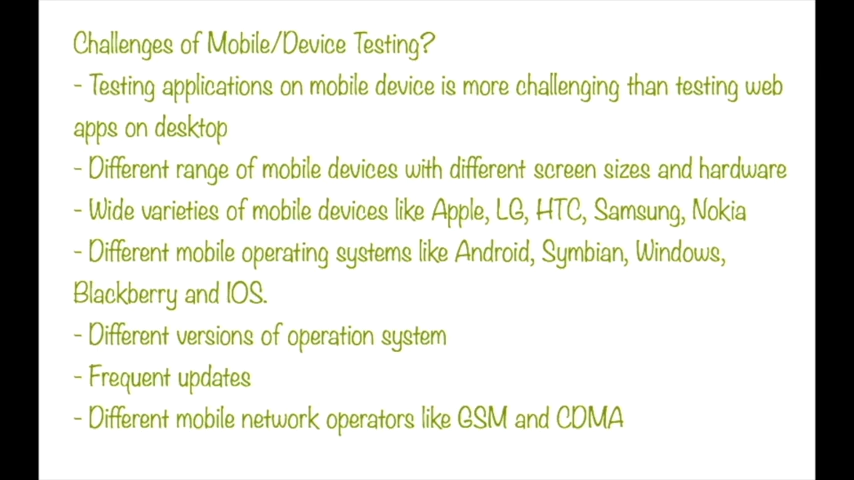 Challenges of Mobile/Device Testing?
- Testing applications on mobile device is more challenging than testing web
apps on desktop
- Different range of mobile devices with different screen sizes and hardware
- Wide varieties of mobile devices like Apple, LG, HTC, Samsung, Nokia
- Different mobile operating systems like Android, Symbian, Windows,
Blackberry and IOS.
- Different versions of operation system
- Frequent updates
- Different mobile network operators like GSM and CDMA